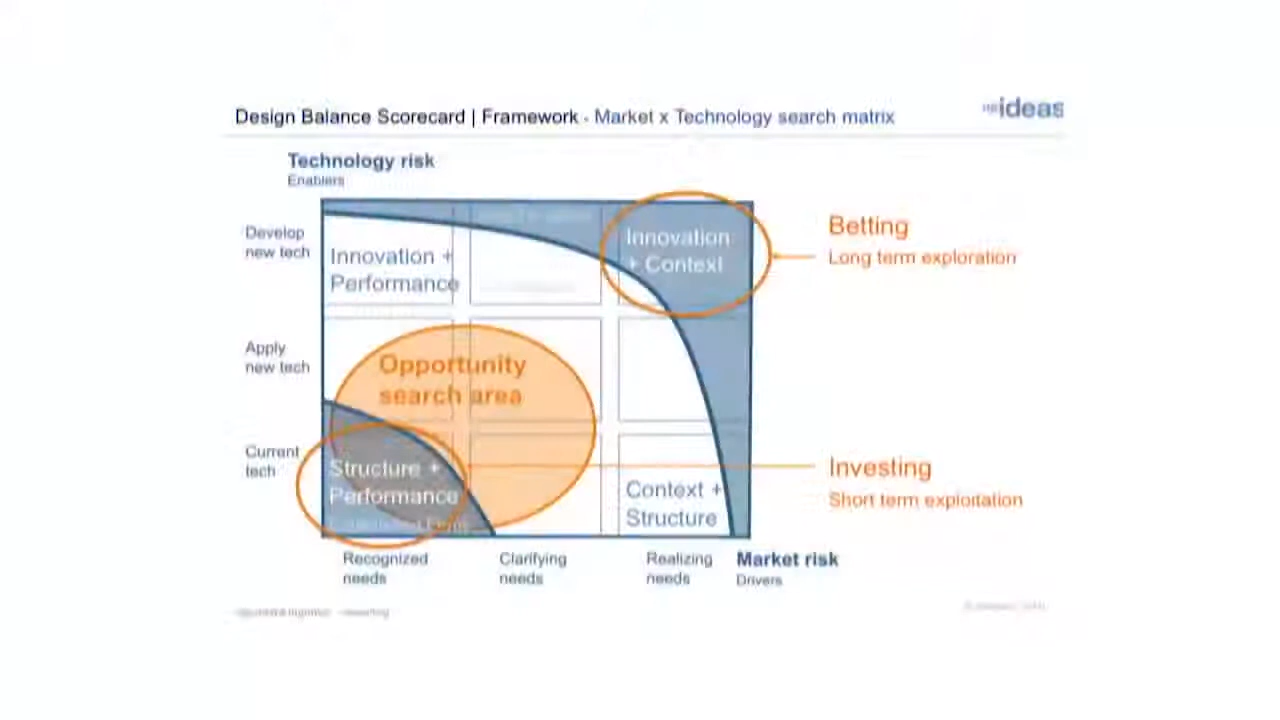 Design Balance Scorecard | Framework - Market x Technology search matrix
ideas
Technology risk
Enablers
Develop
new tech
Innovation +
Performance
Innovation
+ Context
Betting
Long term exploration
Apply
new tech
Opportunity
search area
Current
tech
Structure +
Performance
Context +
Structure
Investing
Short term exploitation
Recognized
needs
Clarifying
needs
Realizing
needs
Market risk
Drivers